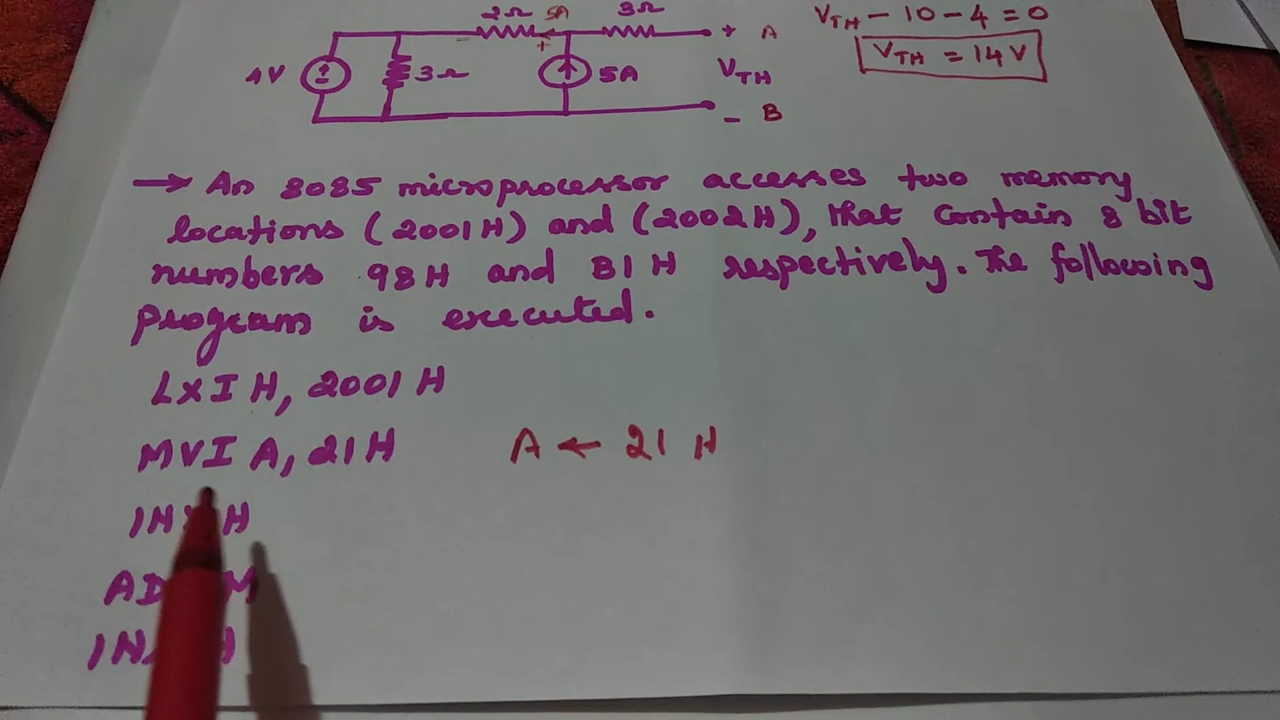 2Ω 5A 3Ω
+ A
V_TH - 10 - 4 = 0
V_TH = 14V
4V 3Ω + 5A V_TH
- B
→ An 8085 microprocessor accesses two memory
locations (2001H) and (2002H), that contain 8 bit
numbers 98H and B1H respectively. The following
program is executed.
LXI H, 2001H
MVI A, 21H A ← 21 H